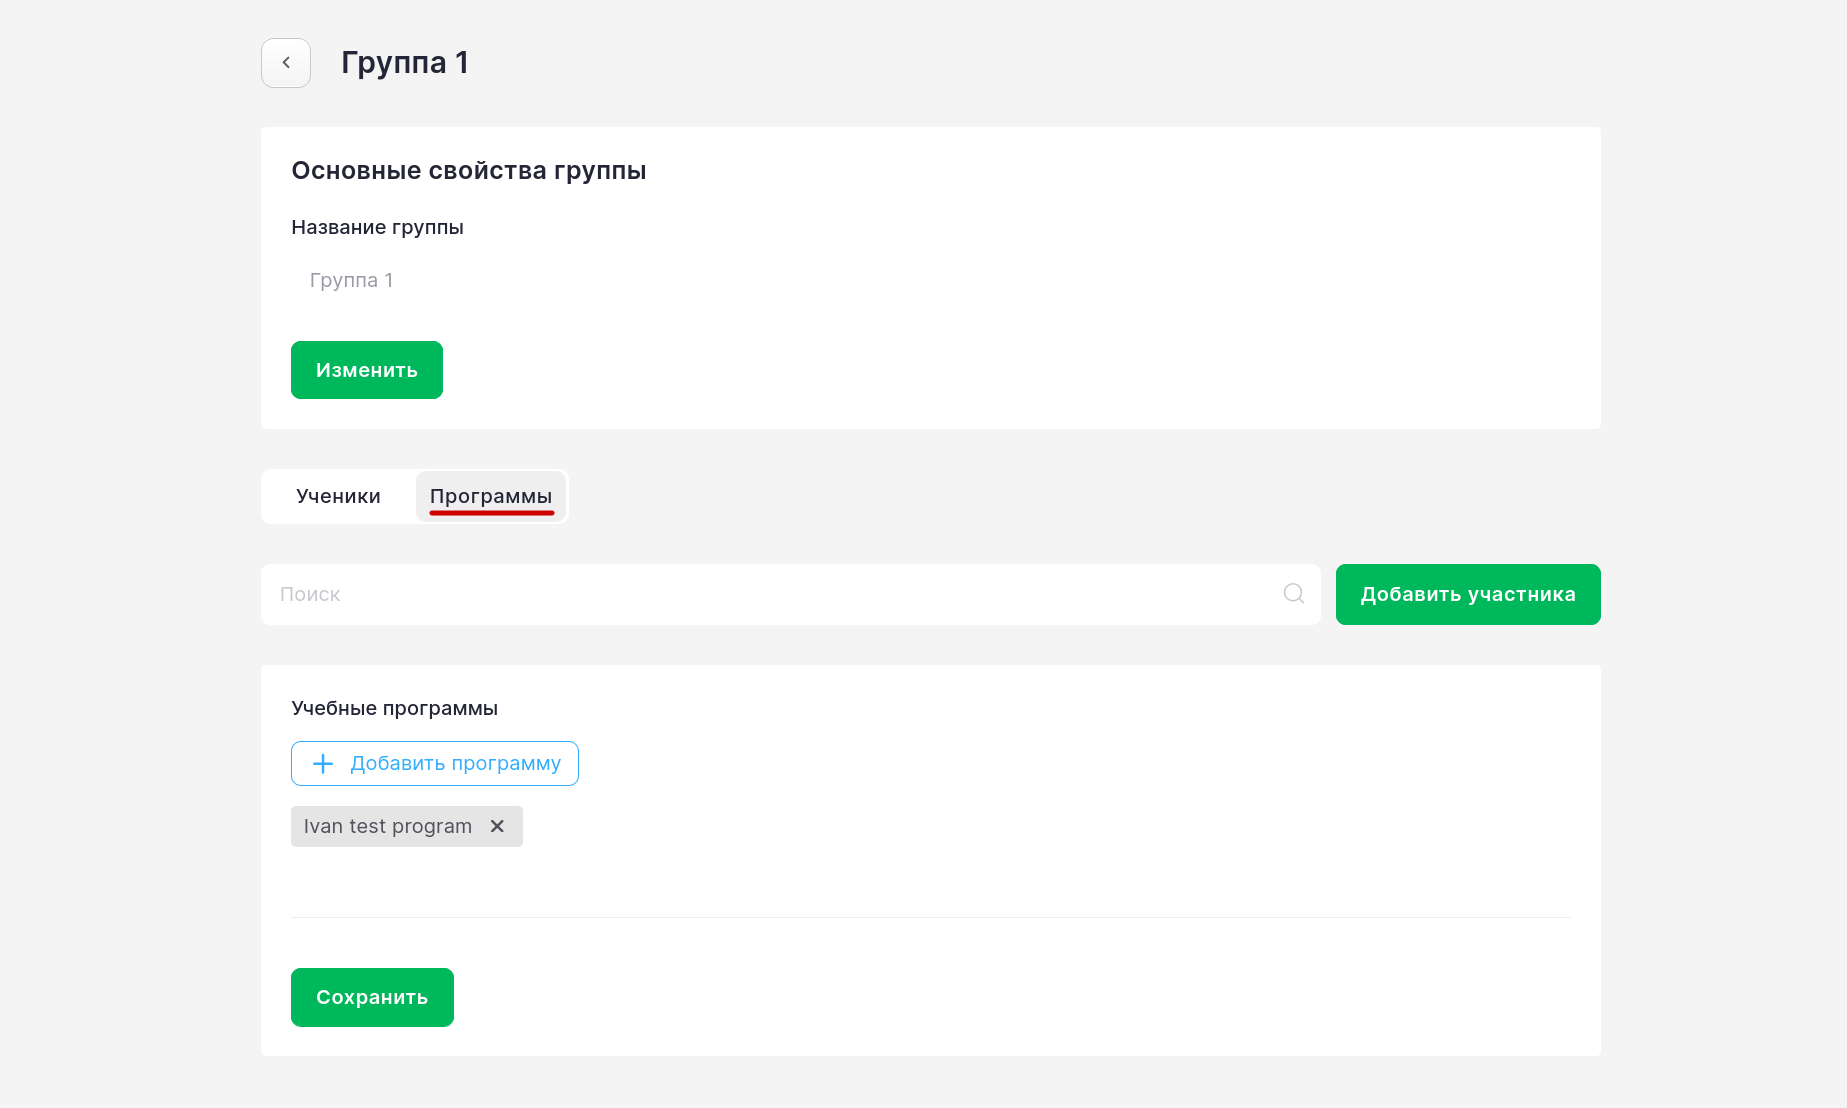 Группа 1
Основные свойства группы
Название группы
Группа 1
Изменить
Ученики Программы
Поиск Добавить участника
Учебные программы
Добавить программу
Ivan test program
Сохранить